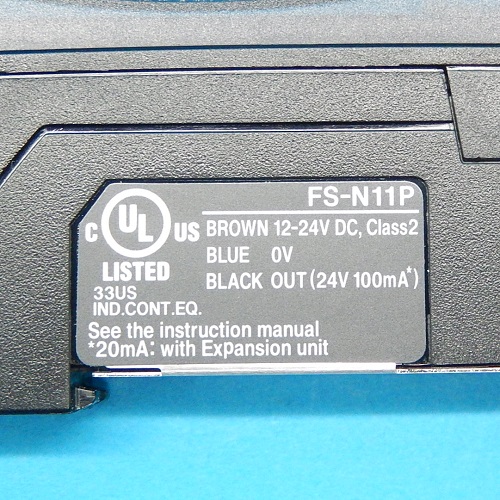 FS-N11P
C UL US
BROWN 12-24V DC, Class2
BLUE 0V
LISTED
BLACK OUT (24V 100mA*)
33US
IND.CONT.EQ.
See the instruction manual
*20mA: with Expansion unit